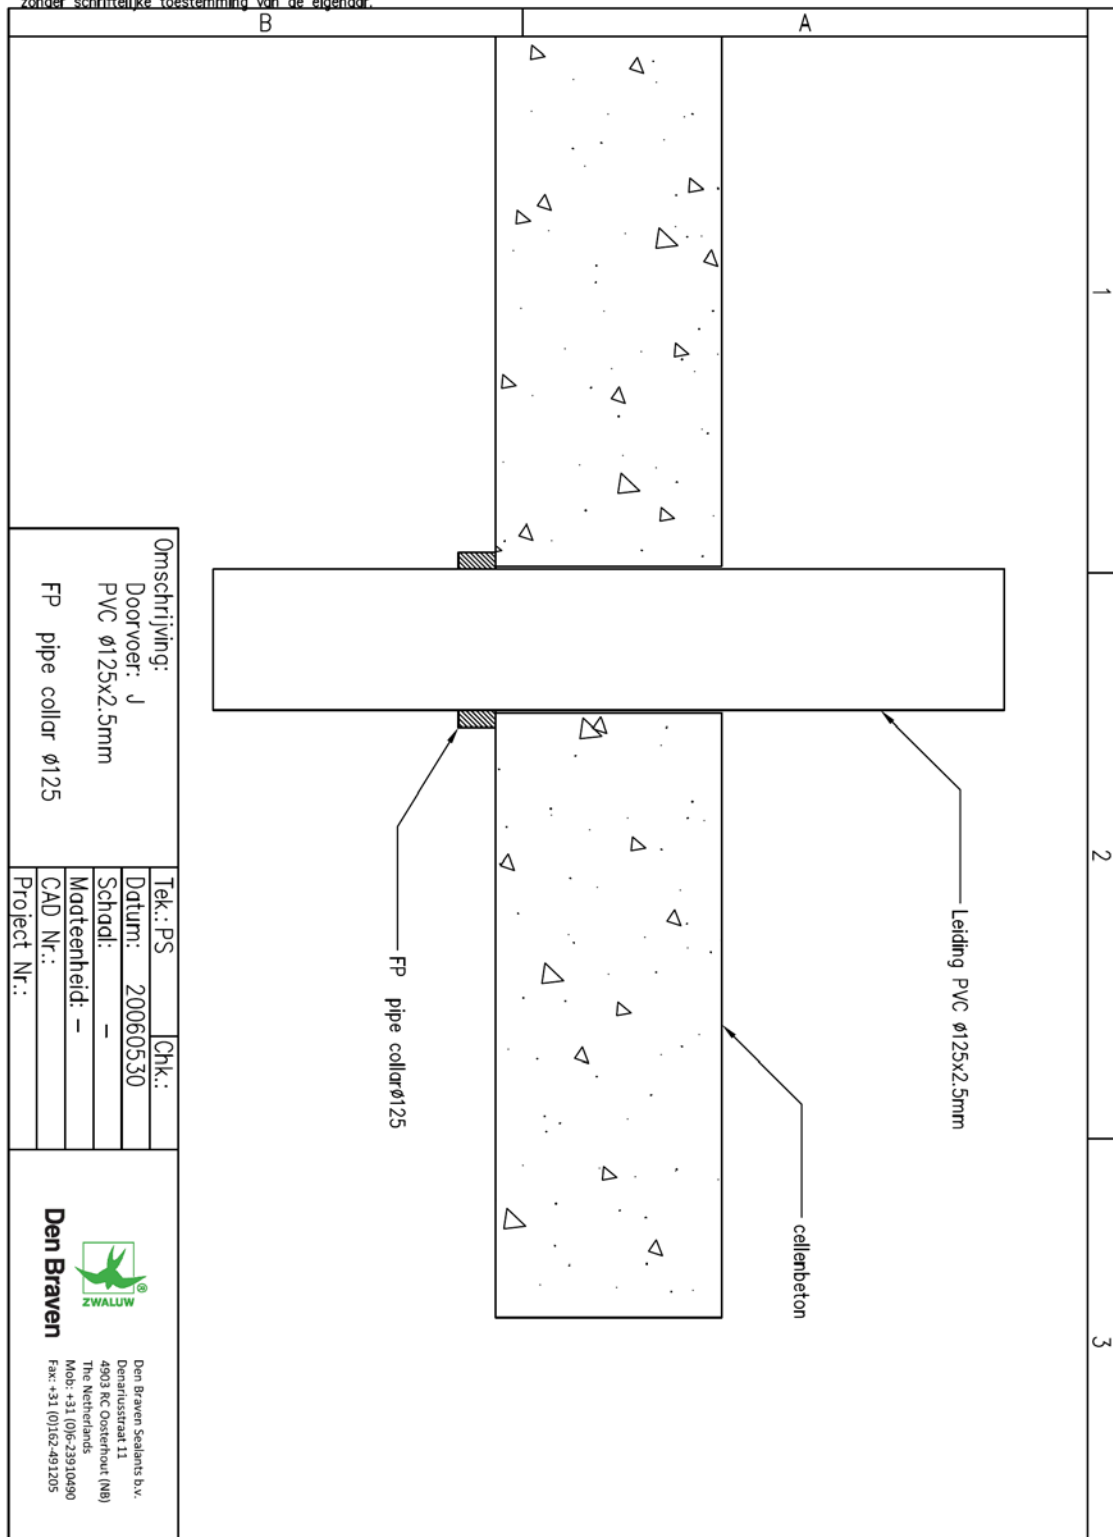 zonder schriftelijke toestemming van de eigenaar.
B
A
1
2
3
Leiding PVC ø125x2.5mm
cellenbeton
FP pipe collarø125
Omschrijving:
Doorvoer: J
PVC ø125x2.5mm
FP pipe collar ø125
Tek.: PS
Chk.:
Datum: 20060530
Schaal: –
Maateenheid: –
CAD Nr.:
Project Nr.:
ZWALUW®
Den Braven
Den Braven Sealants b.v.
Denariusstraat 11
4903 RC Oosterhout (NB)
The Netherlands
Mob: +31 (0)6-23910490
Fax: +31 (0)162-491205